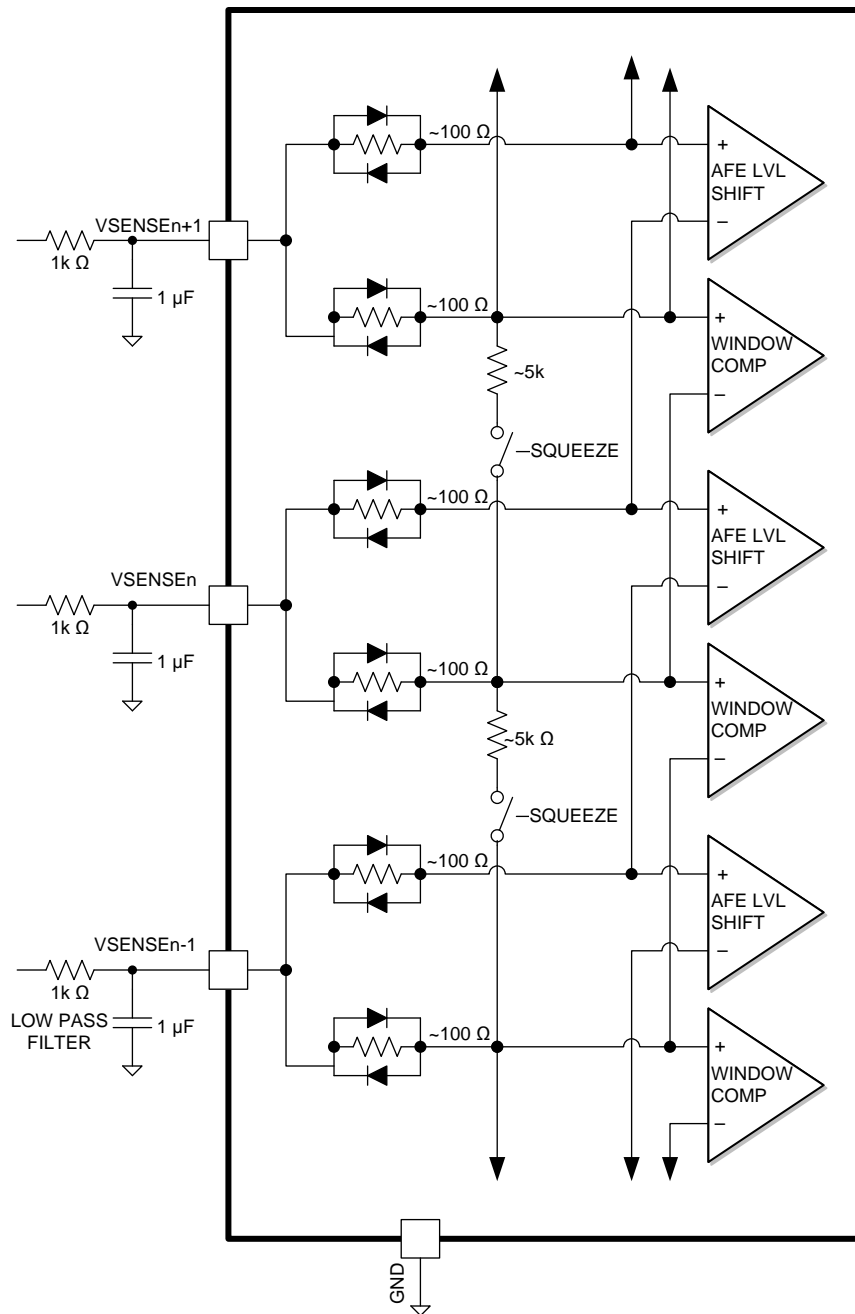 ~100 Ω
+
AFE LVL
SHIFT
−
VSENSEn+1
1k Ω
1 µF
~100 Ω
+
WINDOW
COMP
−
~5k
SQUEEZE
~100 Ω
+
AFE LVL
SHIFT
−
VSENSEn
1k Ω
1 µF
~100 Ω
+
WINDOW
COMP
−
~5k Ω
SQUEEZE
~100 Ω
+
AFE LVL
SHIFT
−
VSENSEn-1
1k Ω
LOW PASS
FILTER
1 µF
~100 Ω
+
WINDOW
COMP
−
GND